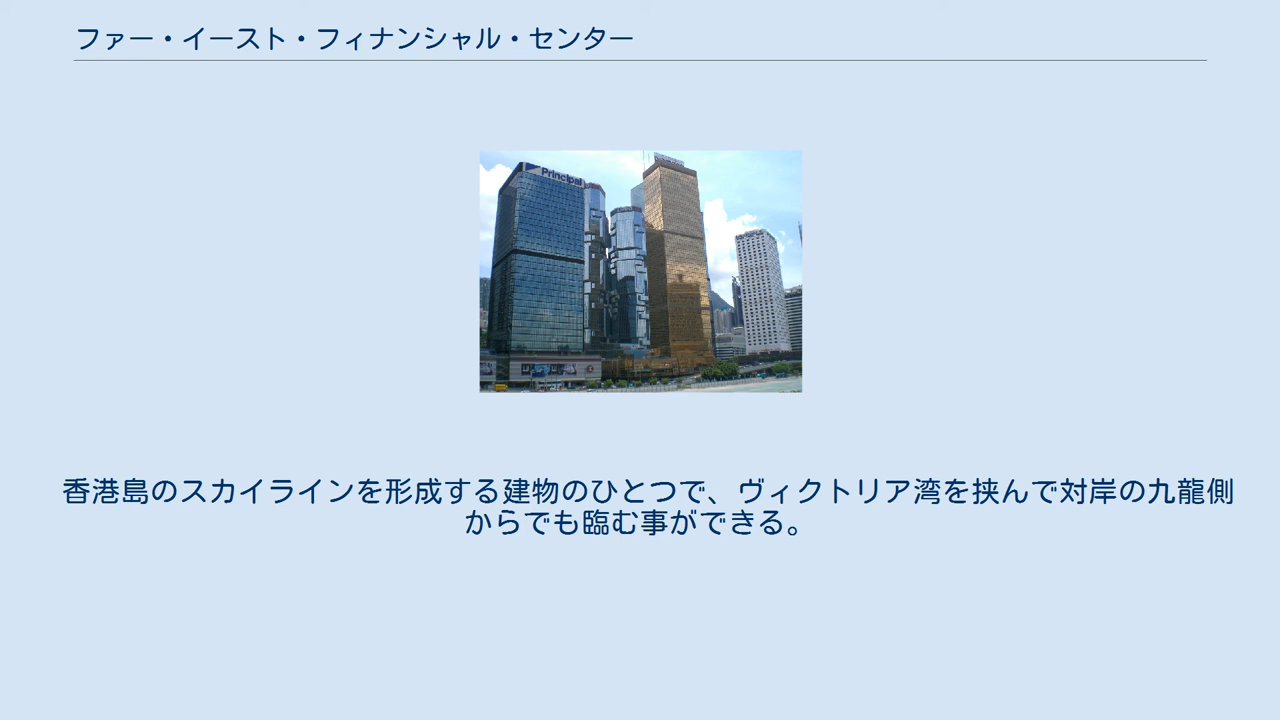 ファー・イースト・フィナンシャル・センター
Principal
香港島のスカイラインを形成する建物のひとつで、ヴィクトリア湾を挟んで対岸の九龍側
からでも臨む事ができる。